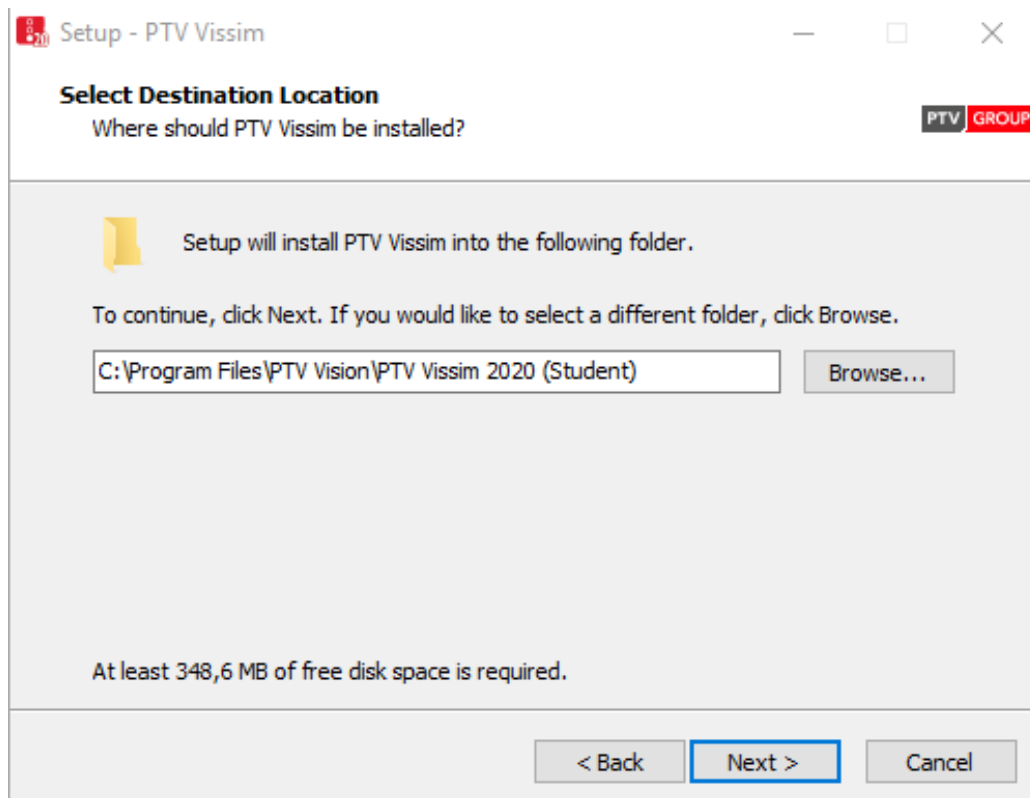 Setup - PTV Vissim
Select Destination Location
Where should PTV Vissim be installed?
PTV GROUP
Setup will install PTV Vissim into the following folder.
To continue, click Next. If you would like to select a different folder, click Browse.
C:\Program Files\PTV Vision\PTV Vissim 2020 (Student)
Browse...
At least 348,6 MB of free disk space is required.
< Back
Next >
Cancel